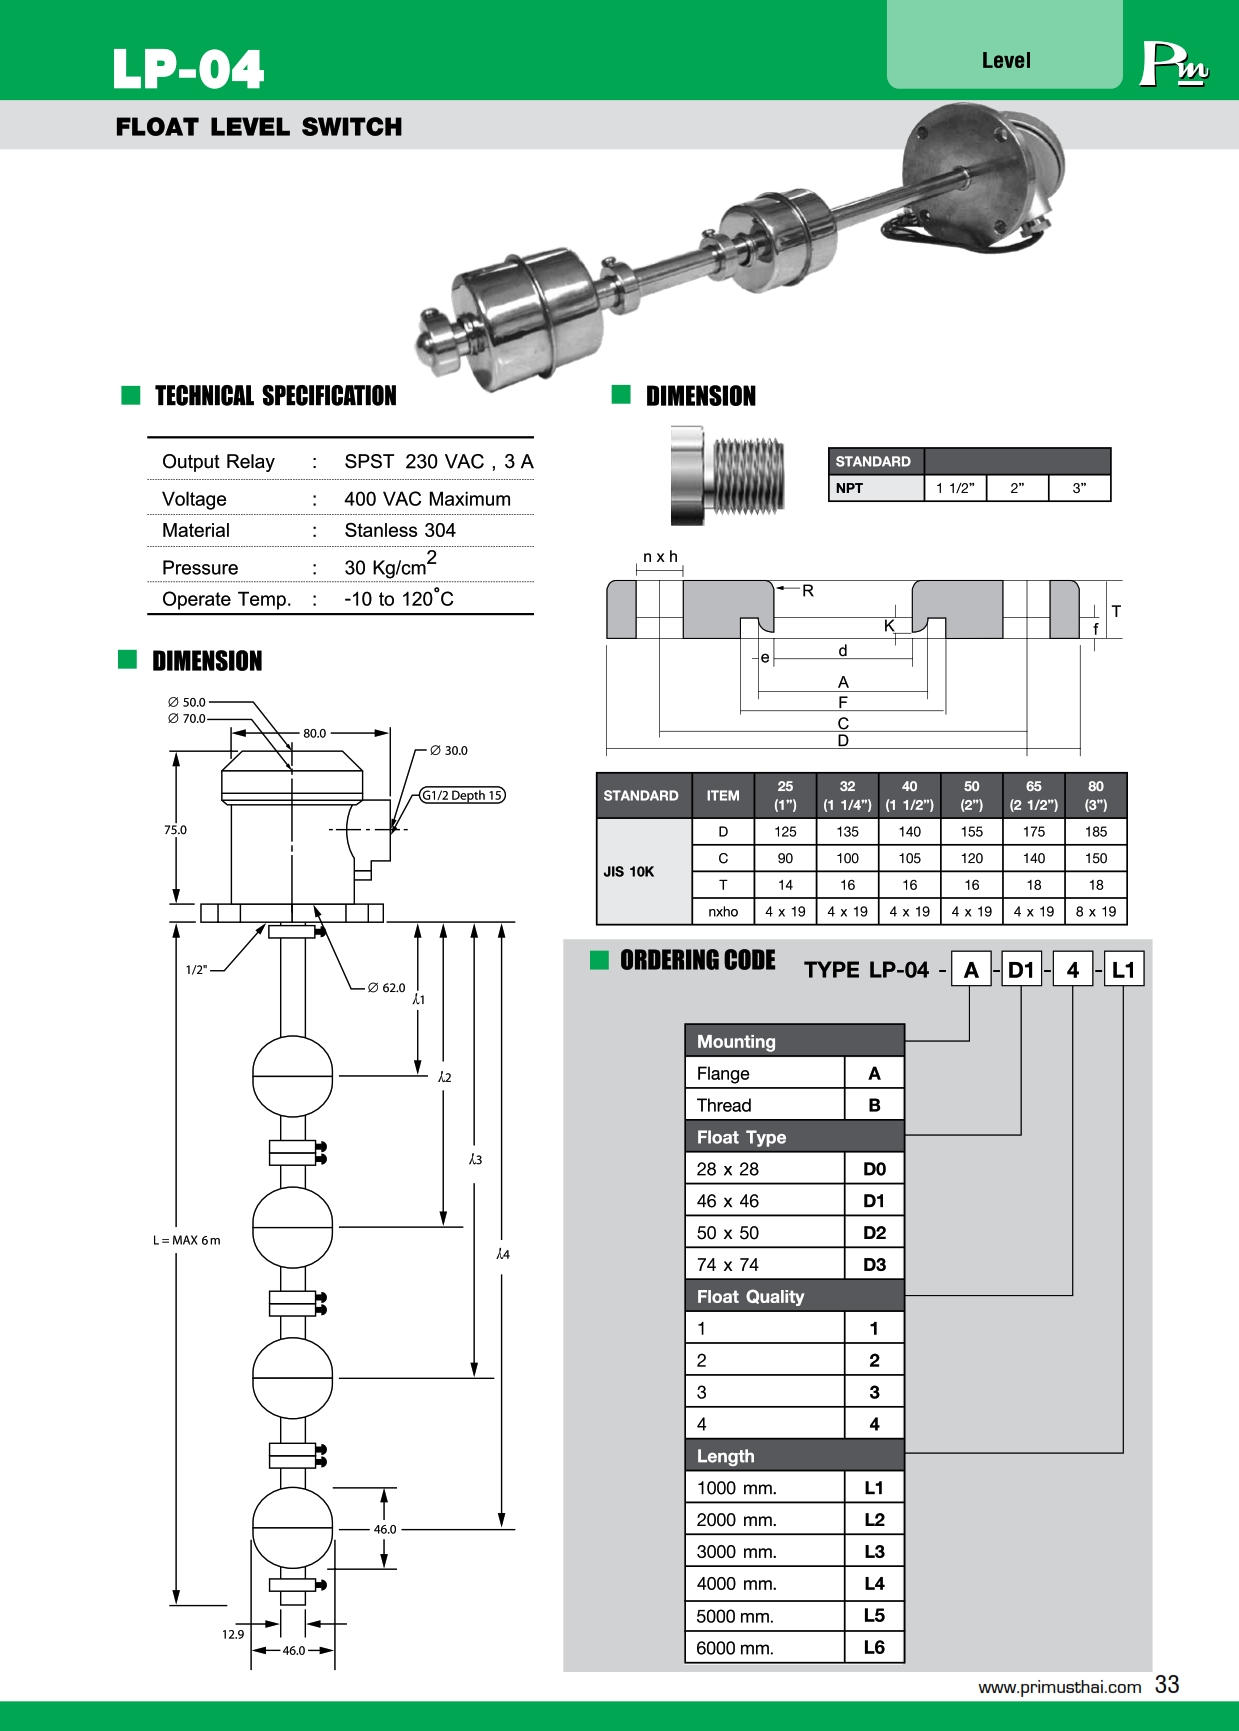 LP-04
Level
Pm
FLOAT LEVEL SWITCH
TECHNICAL SPECIFICATION
Output Relay : SPST 230 VAC , 3 A
Voltage : 400 VAC Maximum
Material : Stanless 304
Pressure : 30 Kg/cm2
Operate Temp. : -10 to 120˚C
DIMENSION
STANDARD
NPT 1 1/2” 2” 3”
n x h
R
T
K
f
e
d
A
F
C
D
STANDARD ITEM 25 (1”) 32 (1 1/4”) 40 (1 1/2”) 50 (2”) 65 (2 1/2”) 80 (3”)
JIS 10K
D 125 135 140 155 175 185
C 90 100 105 120 140 150
T 14 16 16 16 18 18
nxho 4 x 19 4 x 19 4 x 19 4 x 19 4 x 19 8 x 19
DIMENSION
∅ 50.0
∅ 70.0
80.0
∅ 30.0
G1/2 Depth 15
75.0
1/2"
∅ 62.0
λ1
λ2
λ3
λ4
L = MAX 6 m
46.0
12.9
46.0
ORDERING CODE
TYPE LP-04 - A - D1 - 4 - L1
Mounting
Flange A
Thread B
Float Type
28 x 28 D0
46 x 46 D1
50 x 50 D2
74 x 74 D3
Float Quality
1 1
2 2
3 3
4 4
Length
1000 mm. L1
2000 mm. L2
3000 mm. L3
4000 mm. L4
5000 mm. L5
6000 mm. L6
www.primusthai.com 33